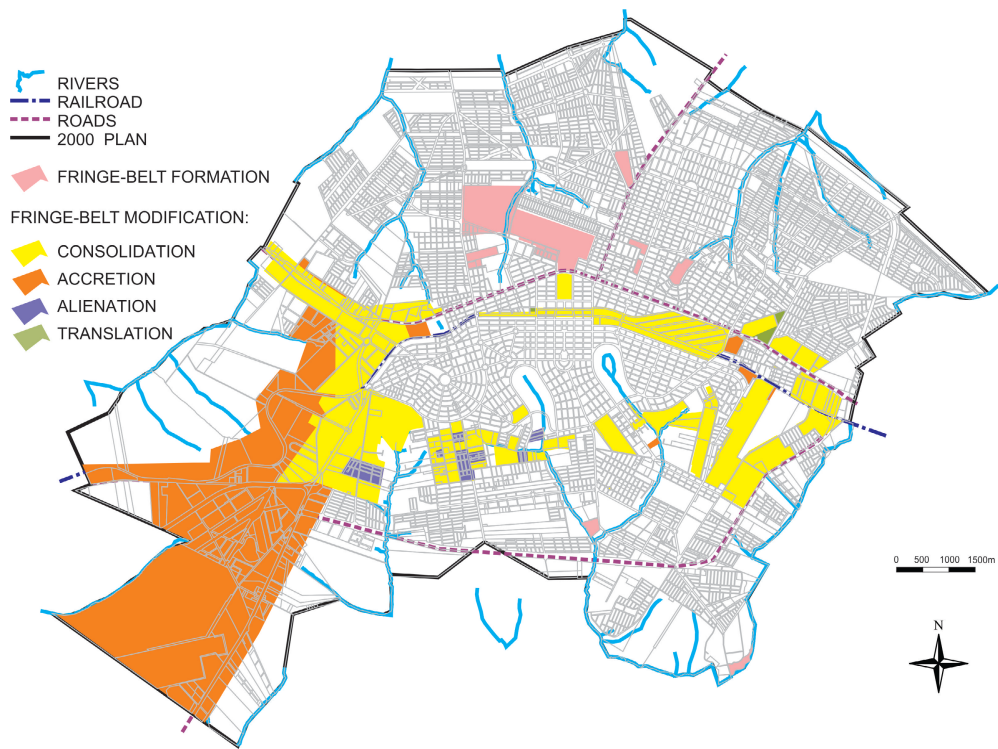 RIVERS
RAILROAD
ROADS
2000 PLAN
FRINGE-BELT FORMATION
FRINGE-BELT MODIFICATION:
CONSOLIDATION
ACCRETION
ALIENATION
TRANSLATION
0 500 1000 1500m
N